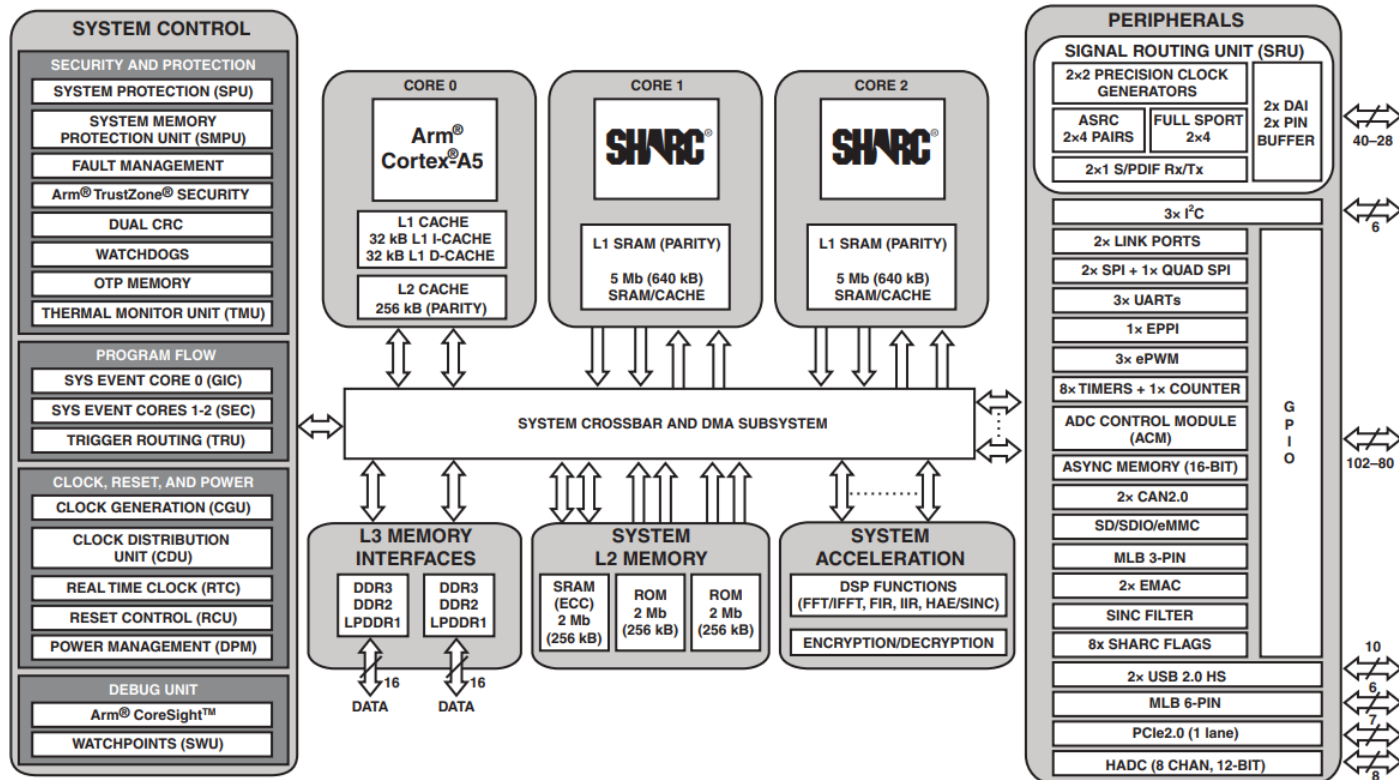 SYSTEM CONTROL
SECURITY AND PROTECTION
SYSTEM PROTECTION (SPU)
SYSTEM MEMORY
PROTECTION UNIT (SMPU)
FAULT MANAGEMENT
Arm® TrustZone® SECURITY
DUAL CRC
WATCHDOGS
OTP MEMORY
THERMAL MONITOR UNIT (TMU)
PROGRAM FLOW
SYS EVENT CORE 0 (GIC)
SYS EVENT CORES 1-2 (SEC)
TRIGGER ROUTING (TRU)
CLOCK, RESET, AND POWER
CLOCK GENERATION (CGU)
CLOCK DISTRIBUTION
UNIT (CDU)
REAL TIME CLOCK (RTC)
RESET CONTROL (RCU)
POWER MANAGEMENT (DPM)
DEBUG UNIT
Arm® CoreSight™
WATCHPOINTS (SWU)
CORE 0
Arm®
Cortex®-A5
L1 CACHE
32 kB L1 I-CACHE
32 kB L1 D-CACHE
L2 CACHE
256 kB (PARITY)
CORE 1
SHARC®
L1 SRAM (PARITY)
5 Mb (640 kB)
SRAM/CACHE
CORE 2
SHARC®
L1 SRAM (PARITY)
5 Mb (640 kB)
SRAM/CACHE
SYSTEM CROSSBAR AND DMA SUBSYSTEM
L3 MEMORY
INTERFACES
DDR3
DDR2
LPDDR1
DDR3
DDR2
LPDDR1
16
16
DATA
DATA
SYSTEM
L2 MEMORY
SRAM
(ECC)
2 Mb
(256 kB)
ROM
2 Mb
(256 kB)
ROM
2 Mb
(256 kB)
SYSTEM
ACCELERATION
DSP FUNCTIONS
(FFT/IFFT, FIR, IIR, HAE/SINC)
ENCRYPTION/DECRYPTION
PERIPHERALS
SIGNAL ROUTING UNIT (SRU)
2×2 PRECISION CLOCK
GENERATORS
ASRC
2×4 PAIRS
FULL SPORT
2×4
2×1 S/PDIF Rx/Tx
2x DAI
2x PIN
BUFFER
40–28
3× I²C
6
2× LINK PORTS
2× SPI + 1× QUAD SPI
3× UARTs
1× EPPI
3× ePWM
8× TIMERS + 1× COUNTER
ADC CONTROL MODULE
(ACM)
ASYNC MEMORY (16-BIT)
2× CAN2.0
SD/SDIO/eMMC
MLB 3-PIN
2× EMAC
SINC FILTER
8x SHARC FLAGS
GPIO
102–80
2× USB 2.0 HS
10
MLB 6-PIN
6
PCIe2.0 (1 lane)
7
HADC (8 CHAN, 12-BIT)
8